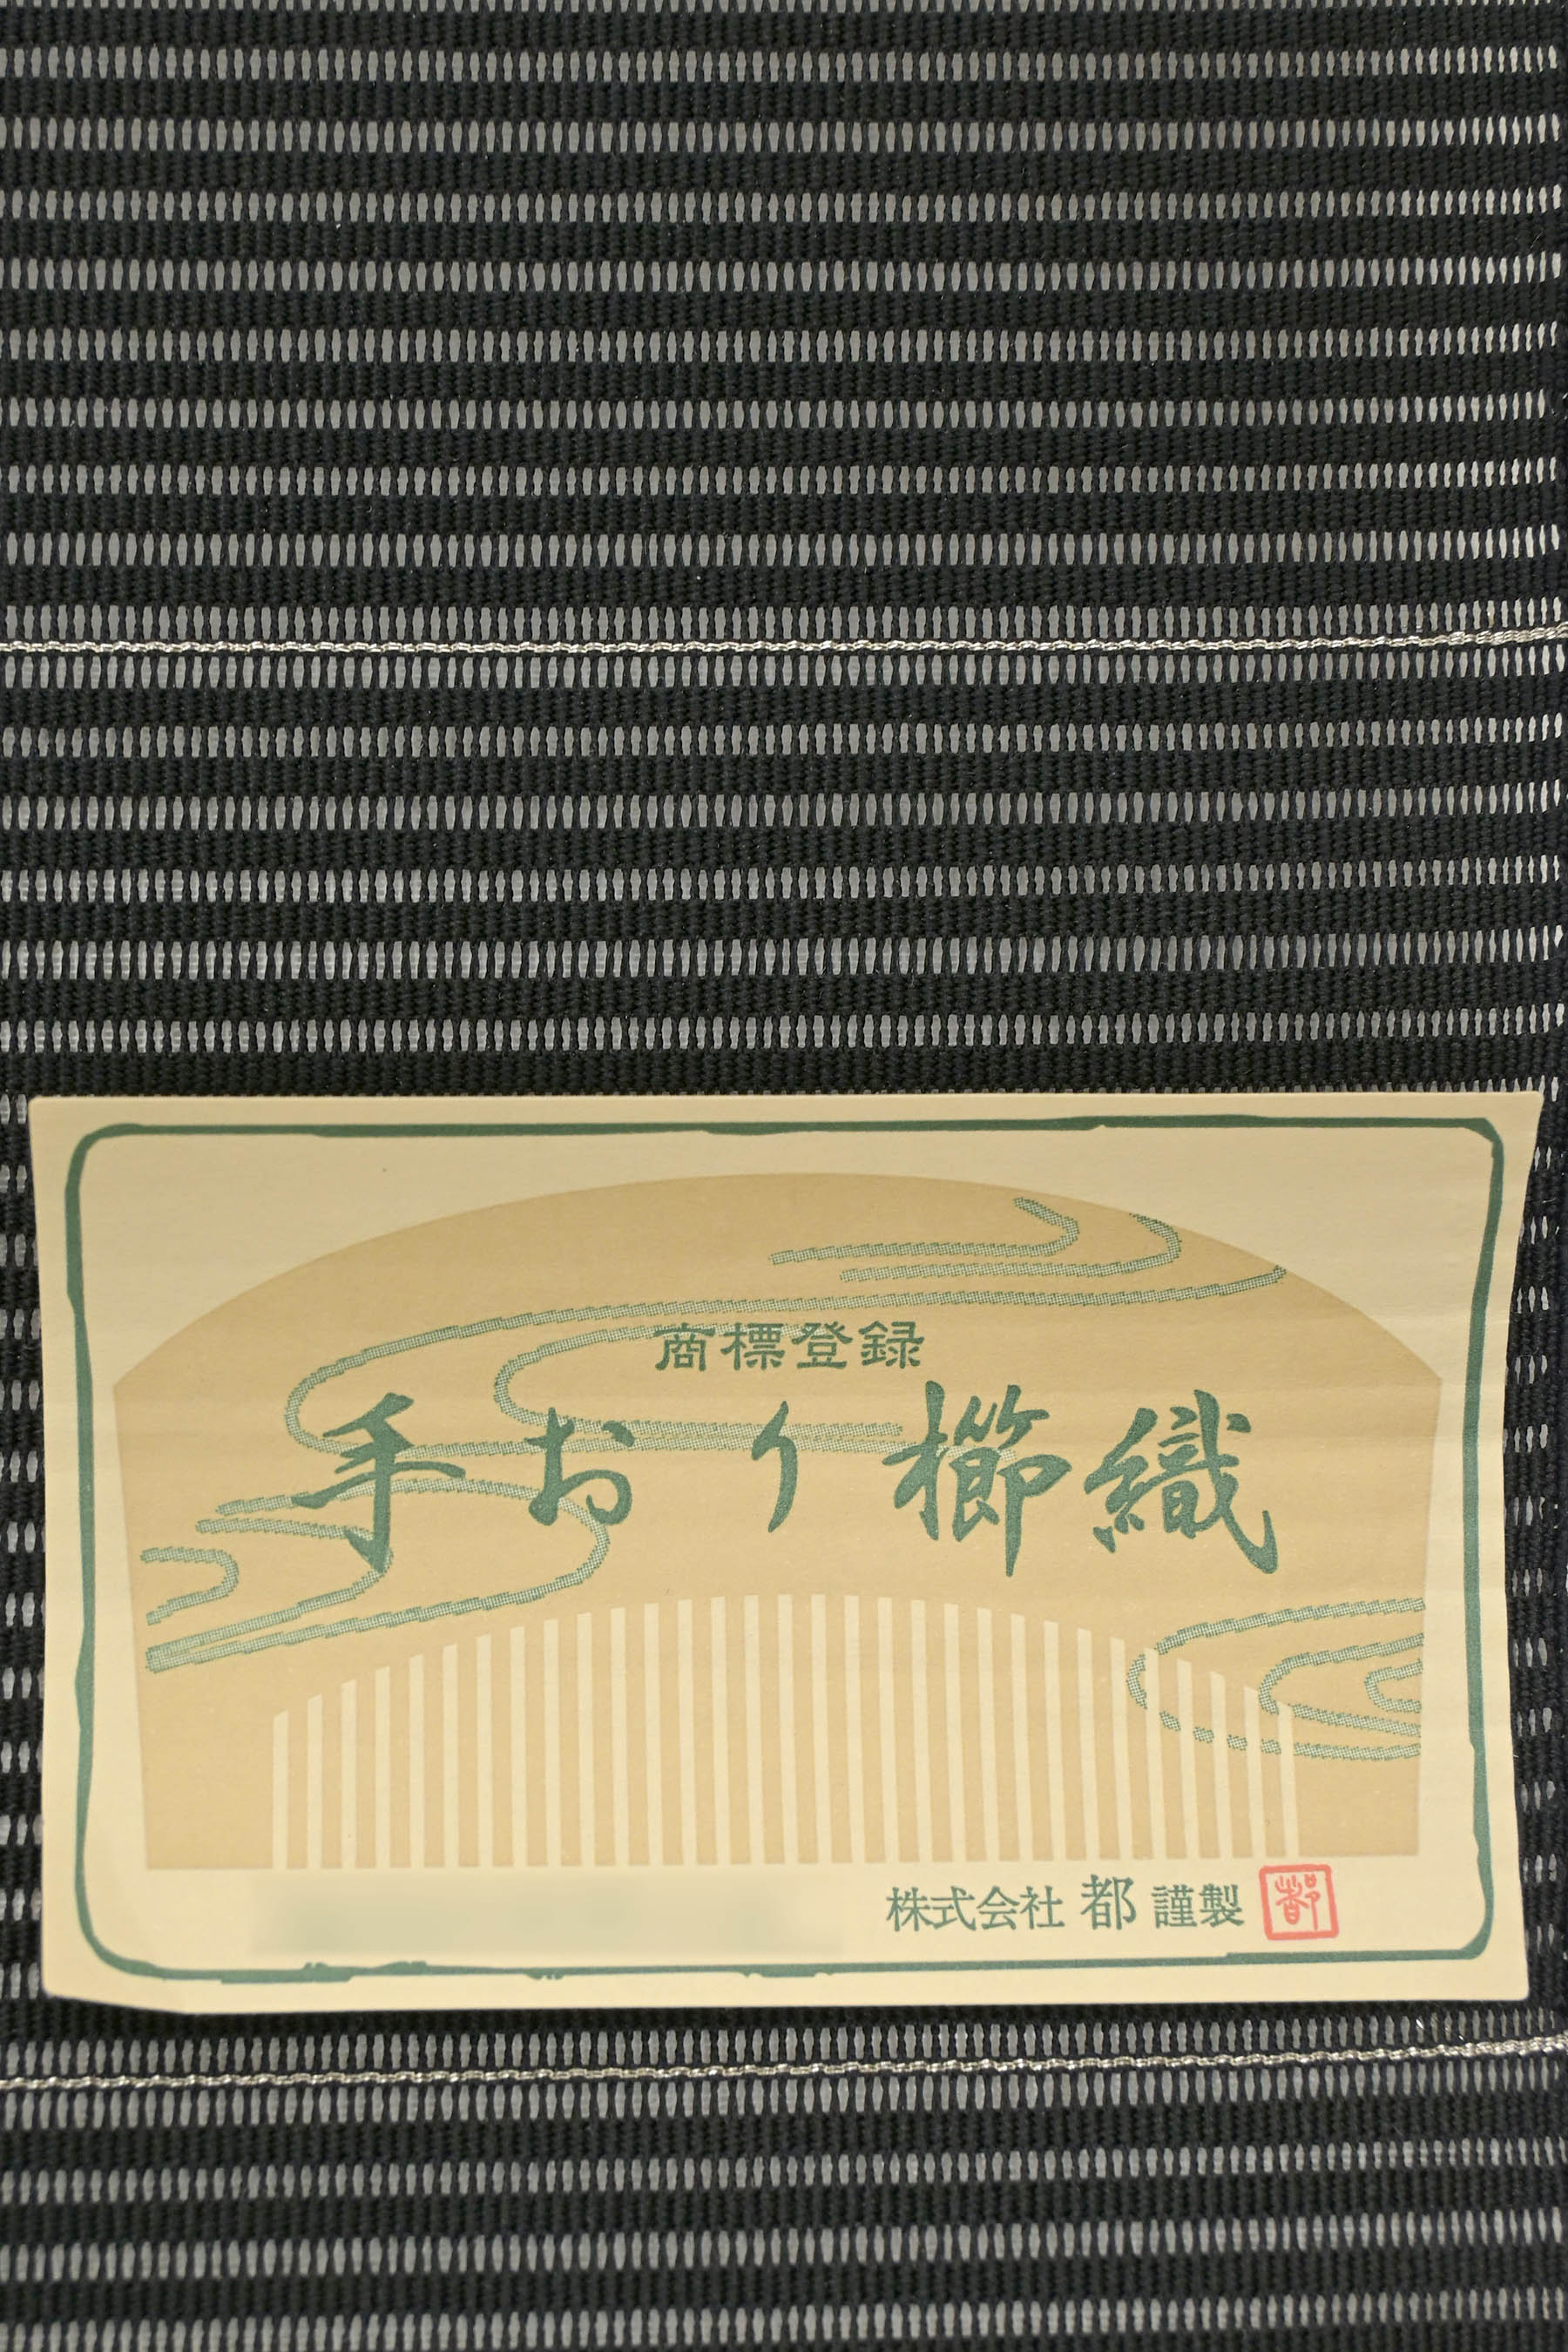 商標登録
手おり櫛織
株式会社 都 謹製
都